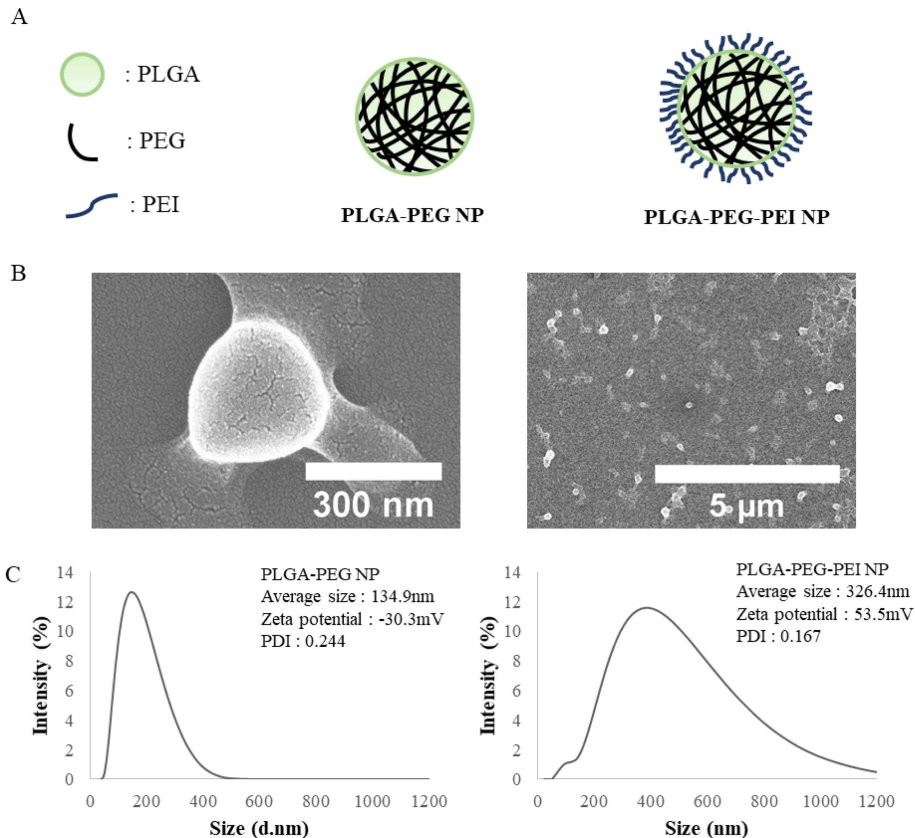 A
: PLGA
: PEG
: PEI
PLGA-PEG NP
PLGA-PEG-PEI NP
B
300 nm
5 µm
C
PLGA-PEG NP
Average size : 134.9nm
Zeta potential : -30.3mV
PDI : 0.244
Intensity (%)
14
12
10
8
6
4
2
0
0 200 400 600 800 1000 1200
Size (d.nm)
PLGA-PEG-PEI NP
Average size : 326.4nm
Zeta potential : 53.5mV
PDI : 0.167
Intensity (%)
14
12
10
8
6
4
2
0
0 200 400 600 800 1000 1200
Size (nm)